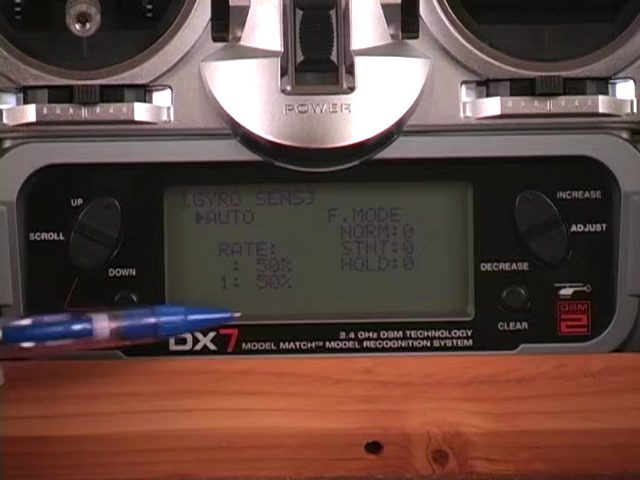 POWER
UP
SCROLL
DOWN
[GYRO SENS]
▶AUTO
RATE:
: 50%
1: 50%
F.MODE
NORM:0
STNT:0
HOLD:0
INCREASE
ADJUST
DECREASE
CLEAR
DSM
2
DX7
2.4 GHz DSM TECHNOLOGY
MODEL MATCH™ MODEL RECOGNITION SYSTEM